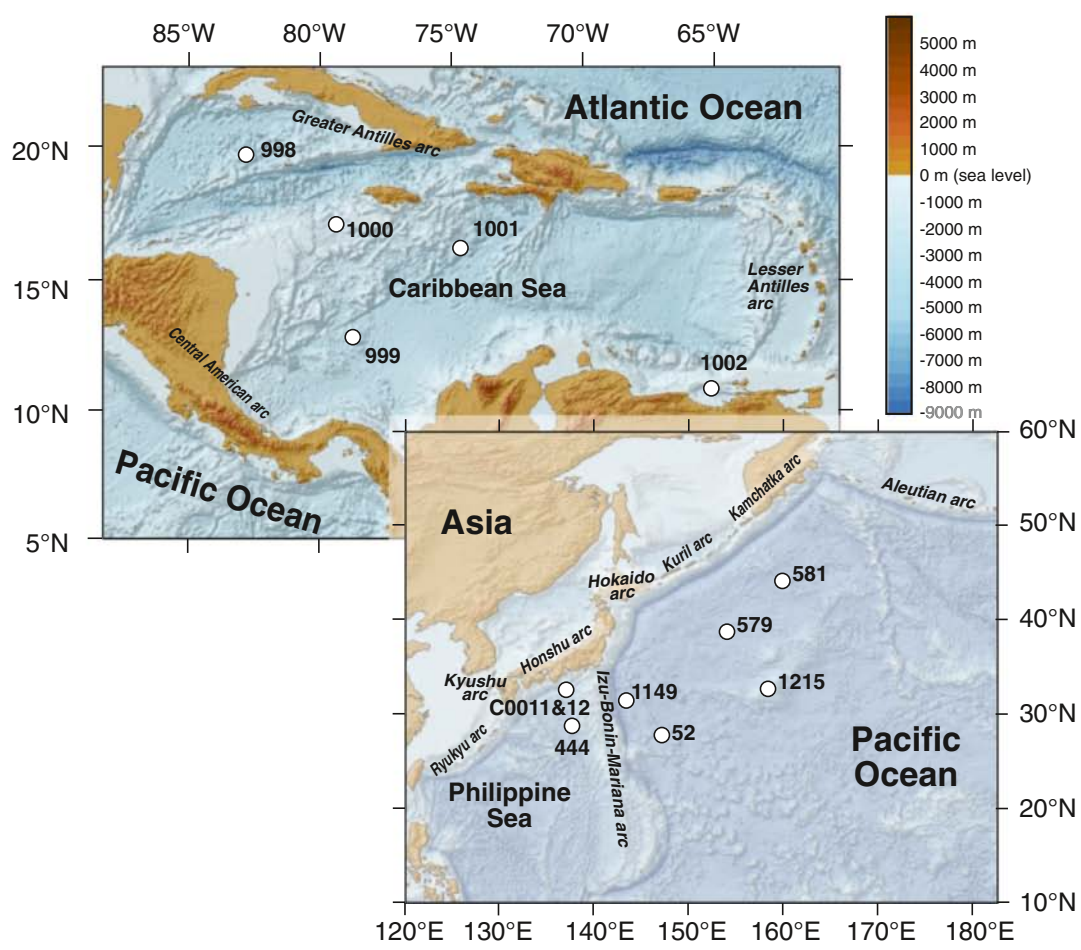 85°W
80°W
75°W
70°W
65°W
20°N
15°N
10°N
5°N
Atlantic Ocean
Greater Antilles arc
998
1000
1001
Caribbean Sea
Lesser
Antilles
arc
999
1002
Central American arc
Pacific Ocean
5000 m
4000 m
3000 m
2000 m
1000 m
0 m (sea level)
-1000 m
-2000 m
-3000 m
-4000 m
-5000 m
-6000 m
-7000 m
-8000 m
-9000 m
60°N
50°N
40°N
30°N
20°N
10°N
Asia
Kamchatka arc
Aleutian arc
Kuril arc
Hokaido
arc
581
579
Honshu arc
Kyushu
arc
1149
1215
C0011&12
52
444
Ryukyu arc
Izu-Bonin-Mariana arc
Pacific
Ocean
Philippine
Sea
120°E
130°E
140°E
150°E
160°E
170°E
180°E